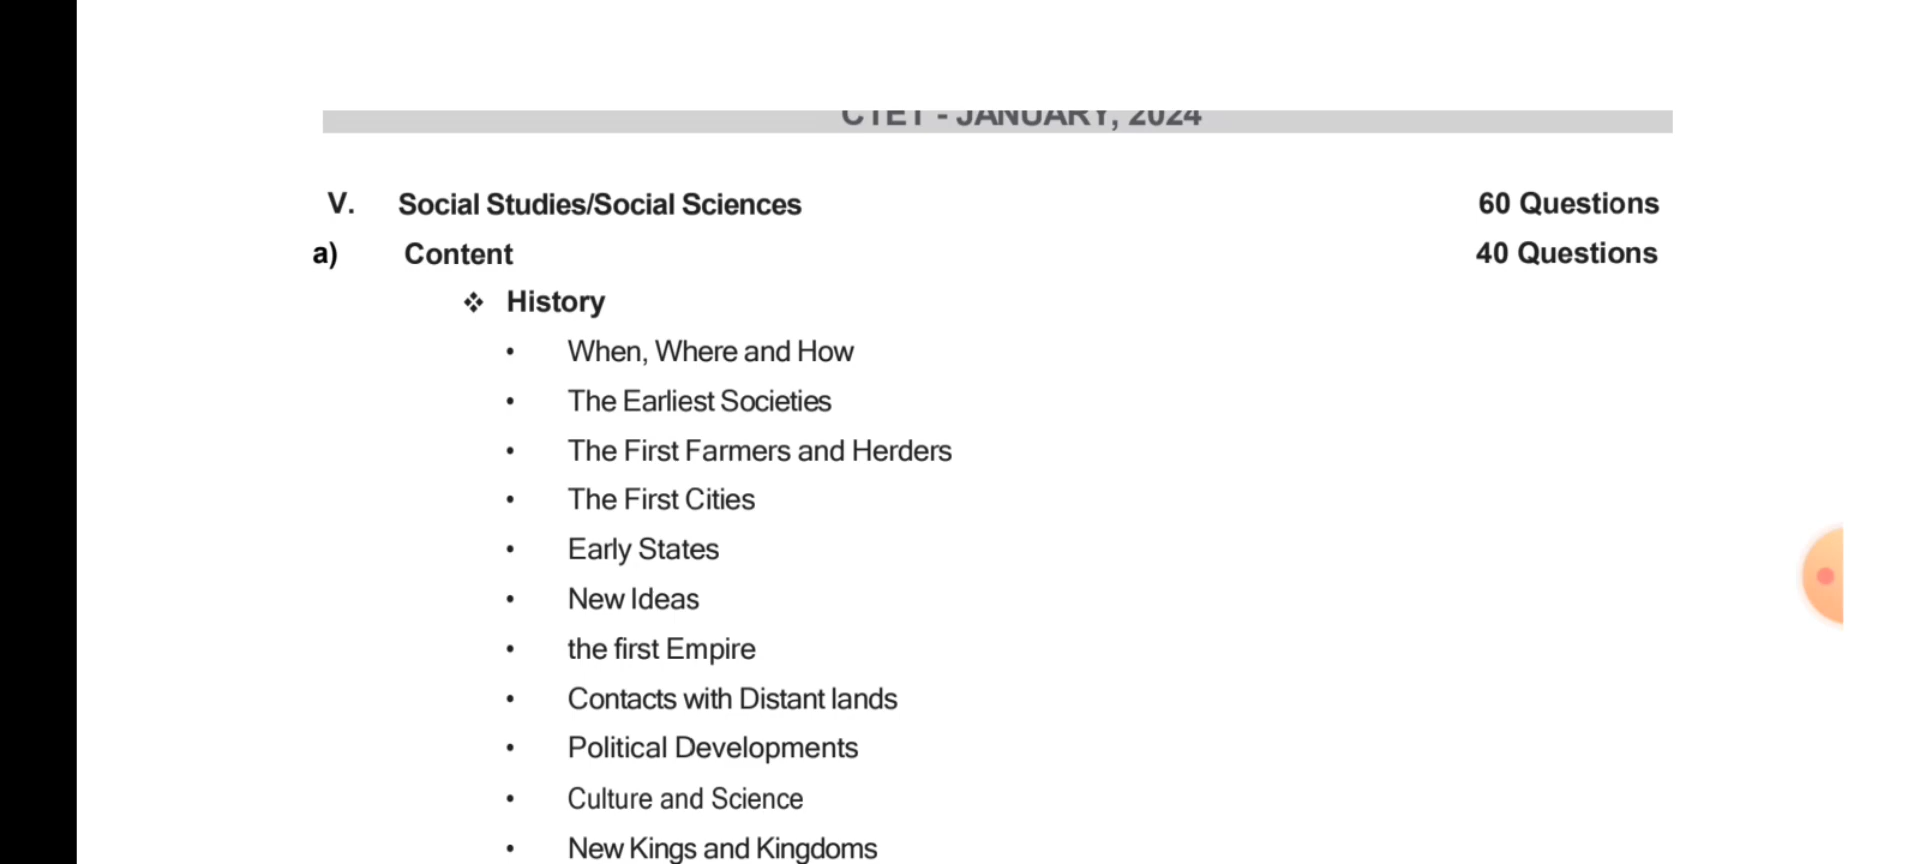 CTET - JANUARY, 2024
V. Social Studies/Social Sciences 60 Questions
a) Content 40 Questions
❖ History
• When, Where and How
• The Earliest Societies
• The First Farmers and Herders
• The First Cities
• Early States
• New Ideas
• the first Empire
• Contacts with Distant lands
• Political Developments
• Culture and Science
• New Kings and Kingdoms